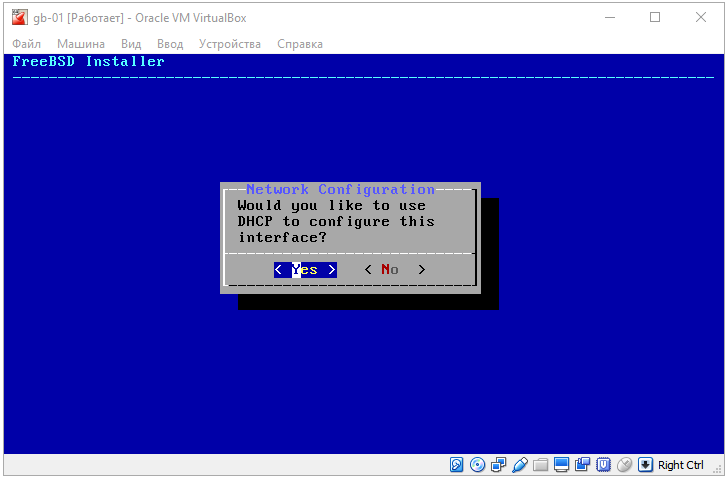 gb-01 [Работает] - Oracle VM VirtualBox
Файл Машина Вид Ввод Устройства Справка
FreeBSD Installer
Network Configuration
Would you like to use
DHCP to configure this
interface?
< Yes > < No >
Right Ctrl